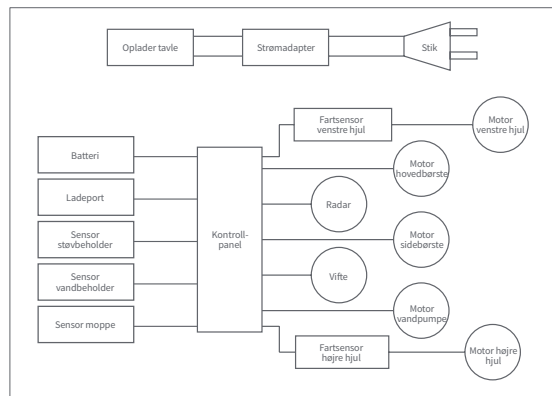 Oplader tavle
Strømadapter
Stik
Fartsensor
venstre hjul
Motor
venstre hjul
Batteri
Motor
hovedbørste
Ladeport
Radar
Sensor
støvbeholder
Kontroll-
panel
Motor
sidebørste
Sensor
vandbeholder
Vifte
Sensor moppe
Motor
vandpumpe
Fartsensor
højre hjul
Motor højre
hjul